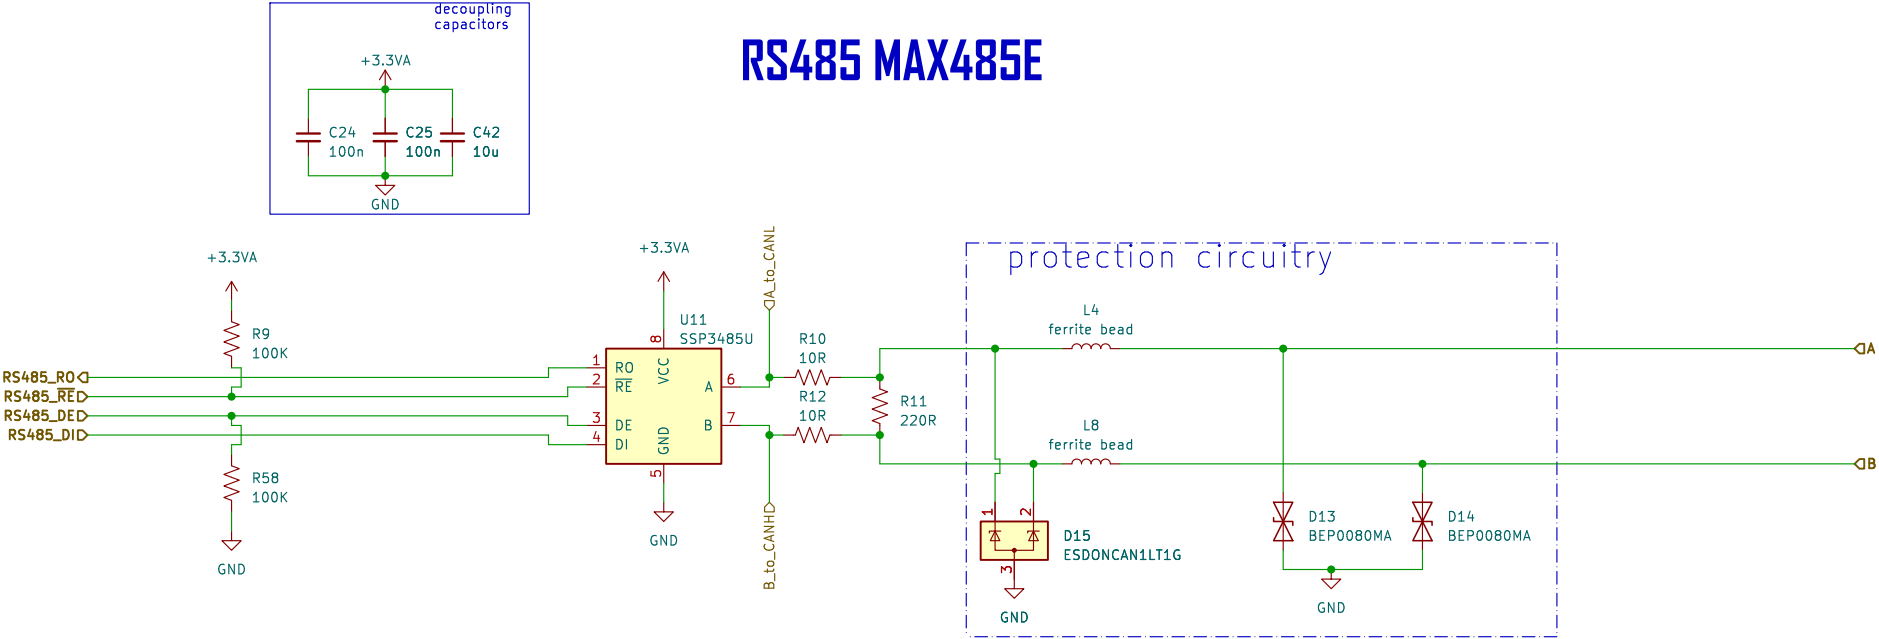 decoupling
capacitors
RS485 MAX485E
+3.3VA
C24
100n
C25
100n
C42
10u
GND
+3.3VA
R9
100K
RS485_RO
RS485_RE
RS485_DE
RS485_DI
R58
100K
GND
+3.3VA
U11
SSP3485U
8
VCC
1
RO
2
RE
3
DE
4
DI
A
6
B
7
GND
5
GND
A_to_CANL
B_to_CANH
R10
10R
R12
10R
R11
220R
protection circuitry
L4
ferrite bead
L8
ferrite bead
1
2
3
D15
ESDONCAN1LT1G
GND
D13
BEP0080MA
D14
BEP0080MA
GND
A
B